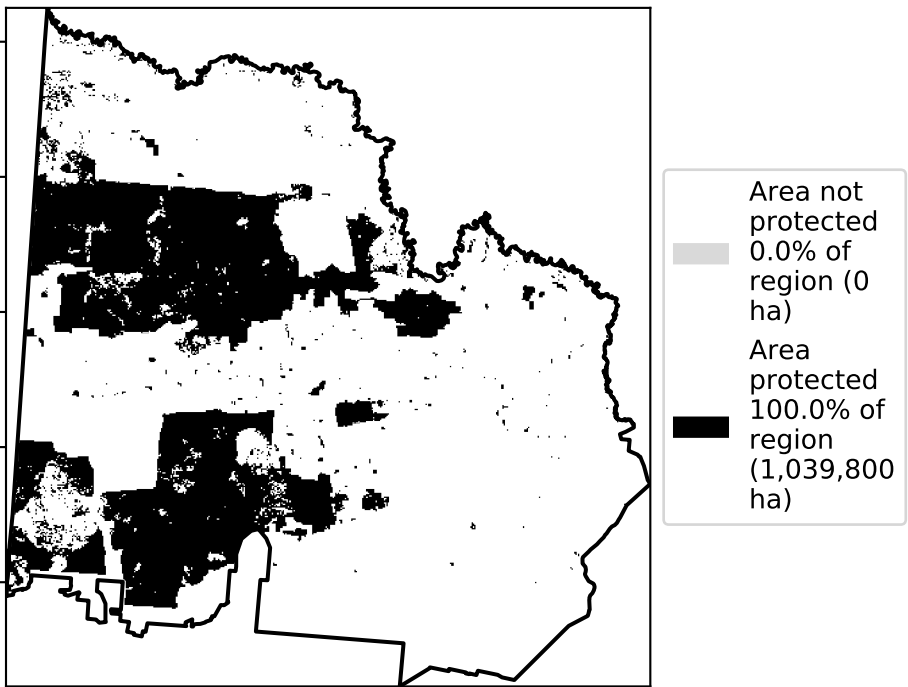 Area not
protected
0.0% of
region (0
ha)
Area
protected
100.0% of
region
(1,039,800
ha)